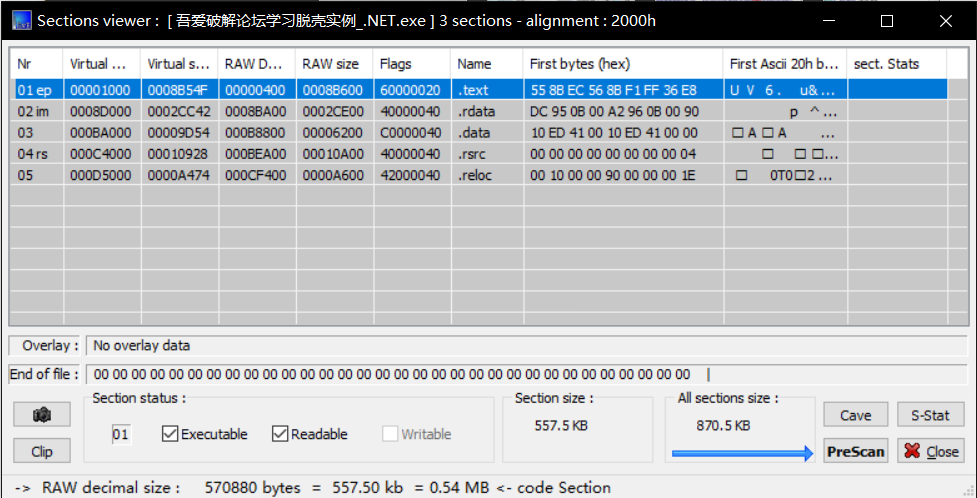 Sections viewer : [ 吾爱破解论坛学习脱壳实例_.NET.exe ] 3 sections - alignment : 2000h
Nr Virtual ... Virtual s... RAW D... RAW size Flags Name First bytes (hex) First Ascii 20h b... sect. Stats
01 ep 00001000 0008B54F 00000400 0008B600 60000020 .text 55 8B EC 56 8B F1 FF 36 E8 U V 6 . u&...
02 im 0008D000 0002CC42 0008BA00 0002CE00 40000040 .rdata DC 95 0B 00 A2 96 0B 00 90 p ^...
03 000BA000 00009D54 000B8800 00006200 C0000040 .data 10 ED 41 00 10 ED 41 00 00 □ A □ A ...
04 rs 000C4000 00010928 000BEA00 00010A00 40000040 .rsrc 00 00 00 00 00 00 00 00 04 □ □ □...
05 000D5000 0000A474 000CF400 0000A600 42000040 .reloc 00 10 00 00 90 00 00 00 1E □ 0T0□2 ...
Overlay : No overlay data
End of file : 00 00 00 00 00 00 00 00 00 00 00 00 00 00 00 00 00 00 00 00 00 00 00 00 00 00 00 00 00 00 00 00 |
Section status : Section size : All sections size :
01 Executable Readable Writable 557.5 KB 870.5 KB
Cave S-Stat
Clip PreScan Close
-> RAW decimal size : 570880 bytes = 557.50 kb = 0.54 MB <- code Section